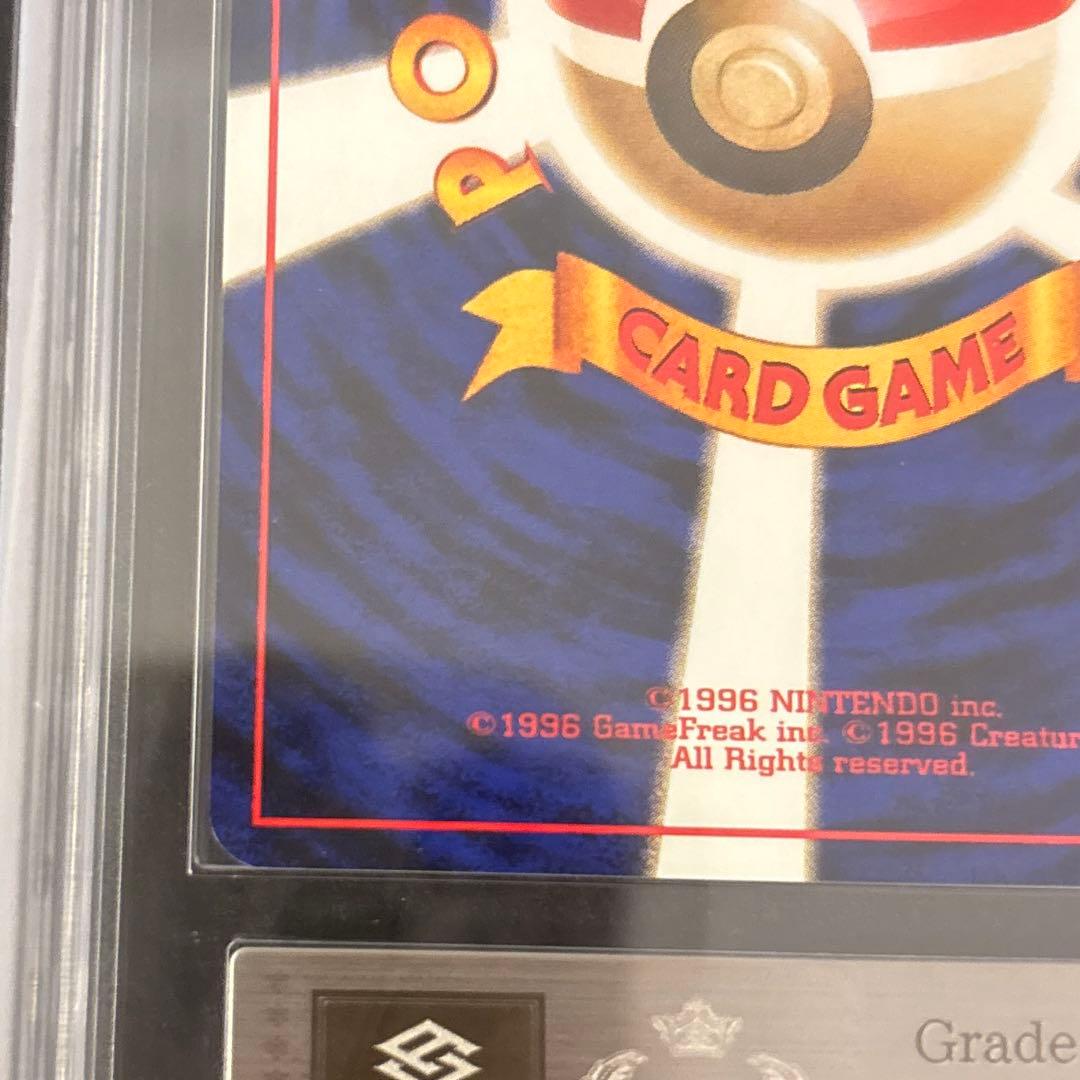 PO
CARD GAME
©1996 NINTENDO inc.
©1996 GameFreak inc. ©1996 Creatur
All Rights reserved.
Grade